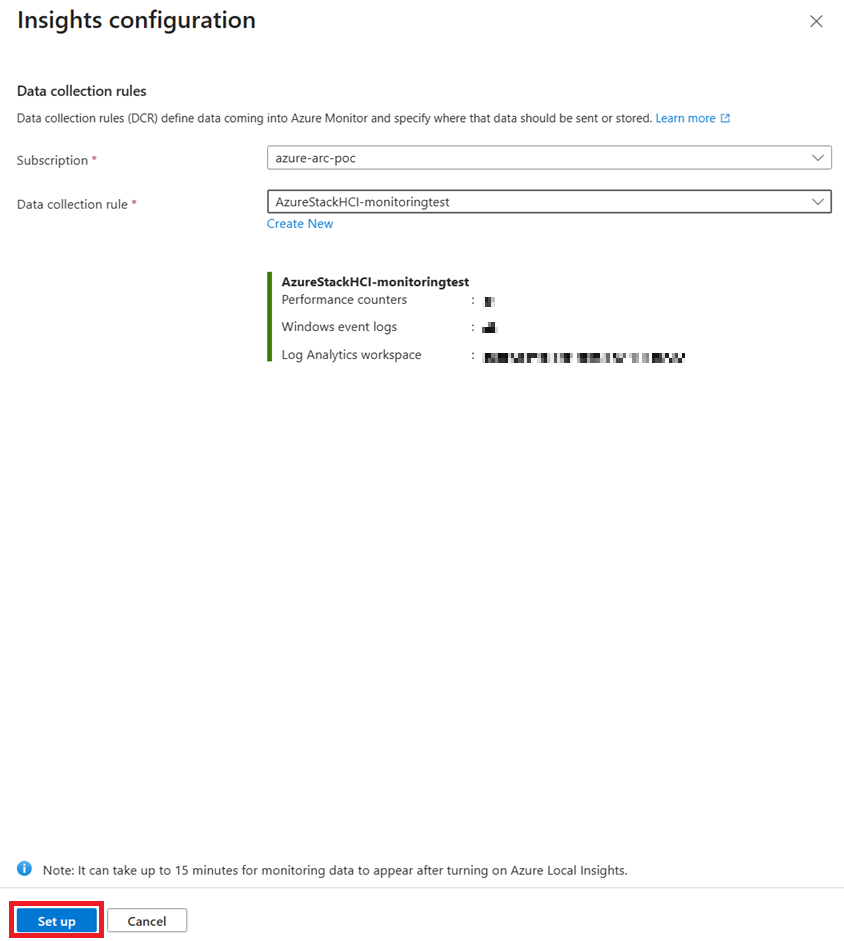 Insights configuration
Data collection rules
Data collection rules (DCR) define data coming into Azure Monitor and specify where that data should be sent or stored. Learn more
Subscription *
azure-arc-poc
Data collection rule *
AzureStackHCI-monitoringtest
Create New
AzureStackHCI-monitoringtest
Performance counters :
Windows event logs :
Log Analytics workspace :
Note: It can take up to 15 minutes for monitoring data to appear after turning on Azure Local Insights.
Set up
Cancel